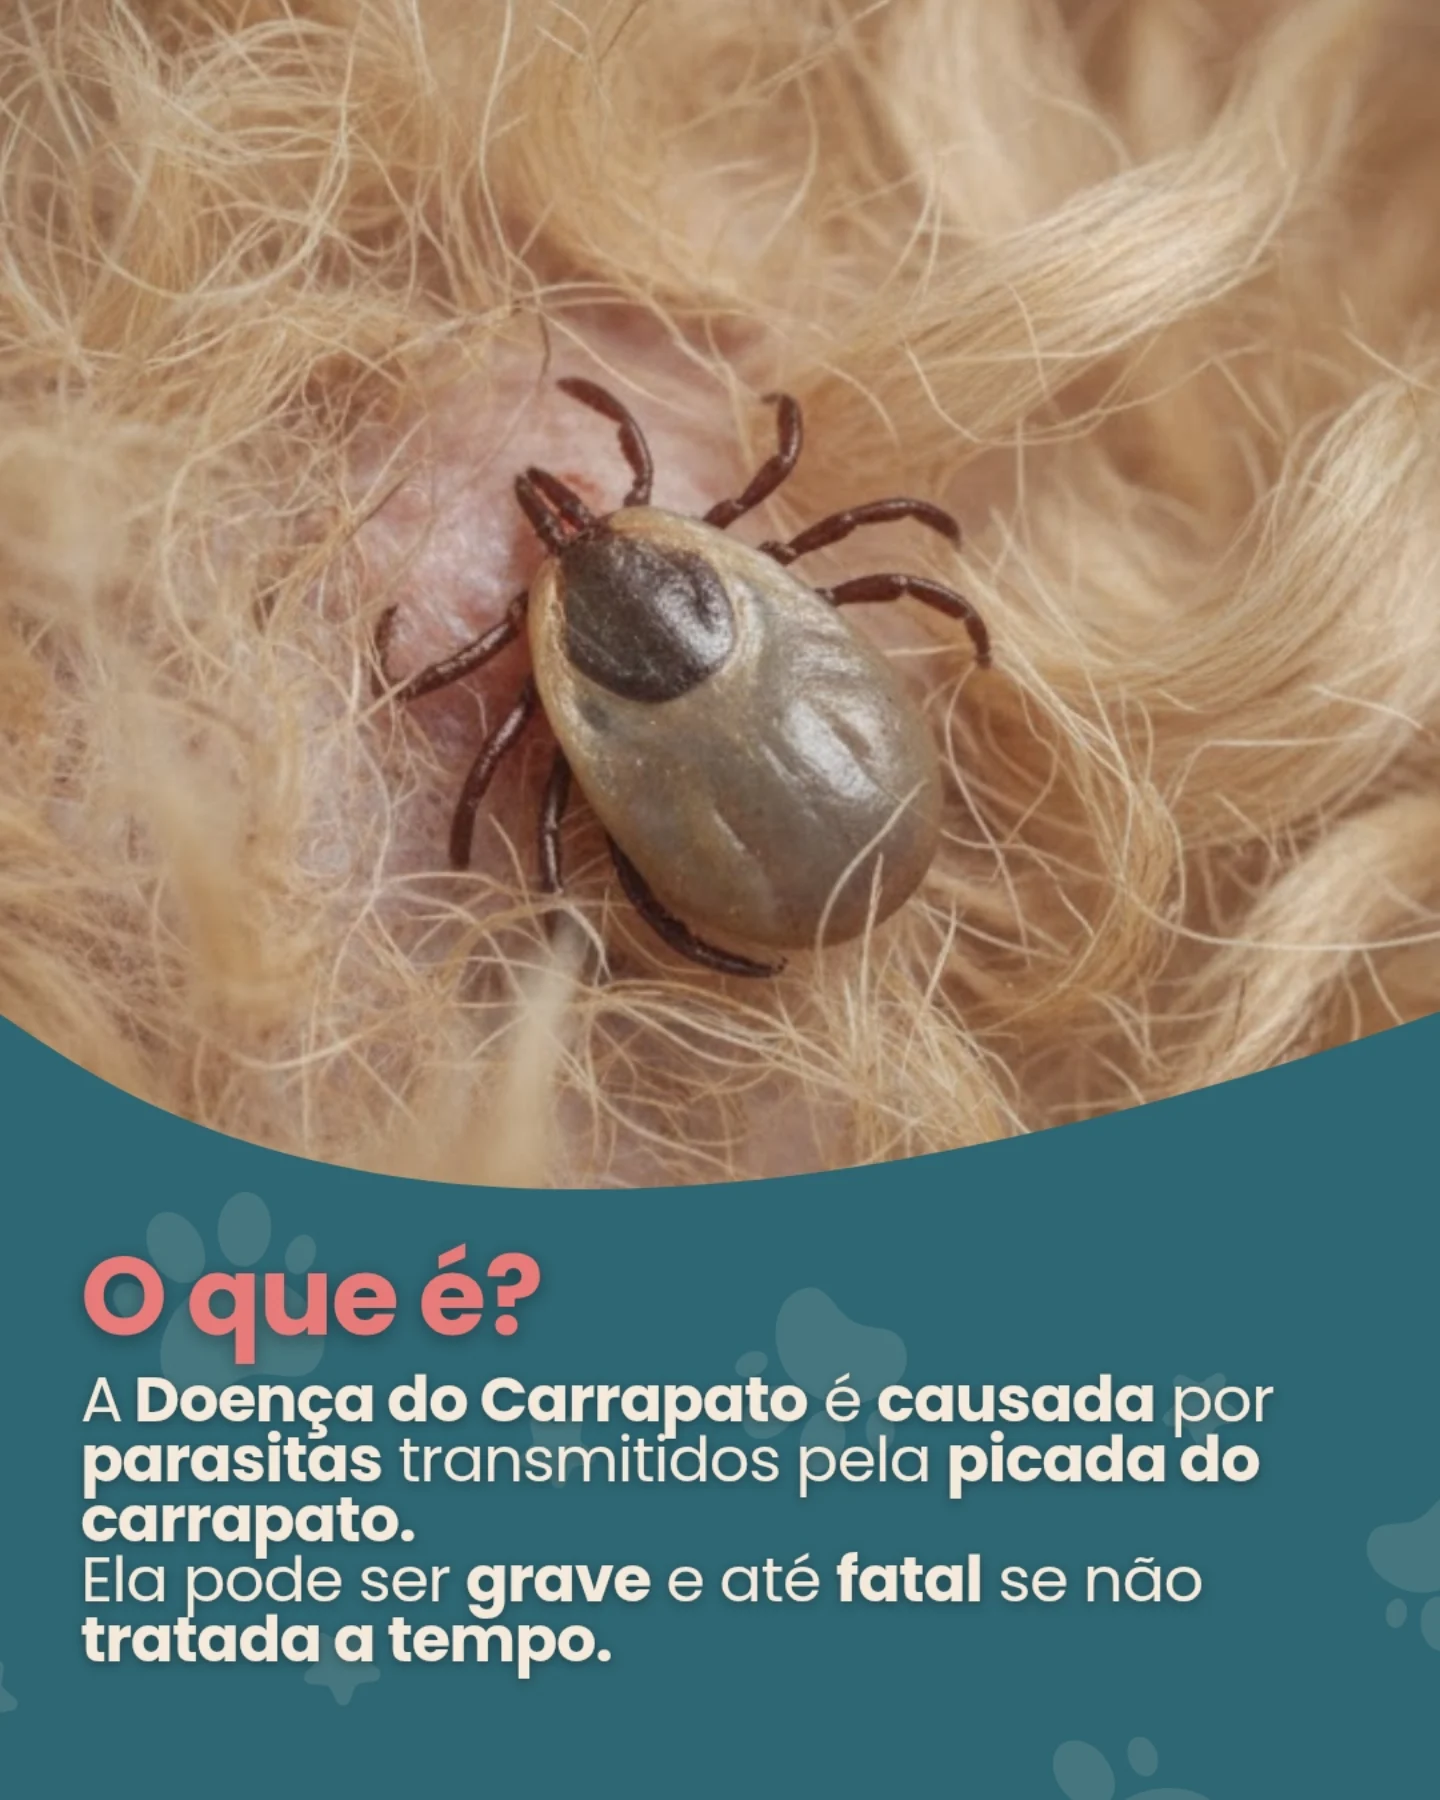 O que é?
A Doença do Carrapato é causada por
parasitas transmitidos pela picada do
carrapato.
Ela pode ser grave e até fatal se não
tratada a tempo.